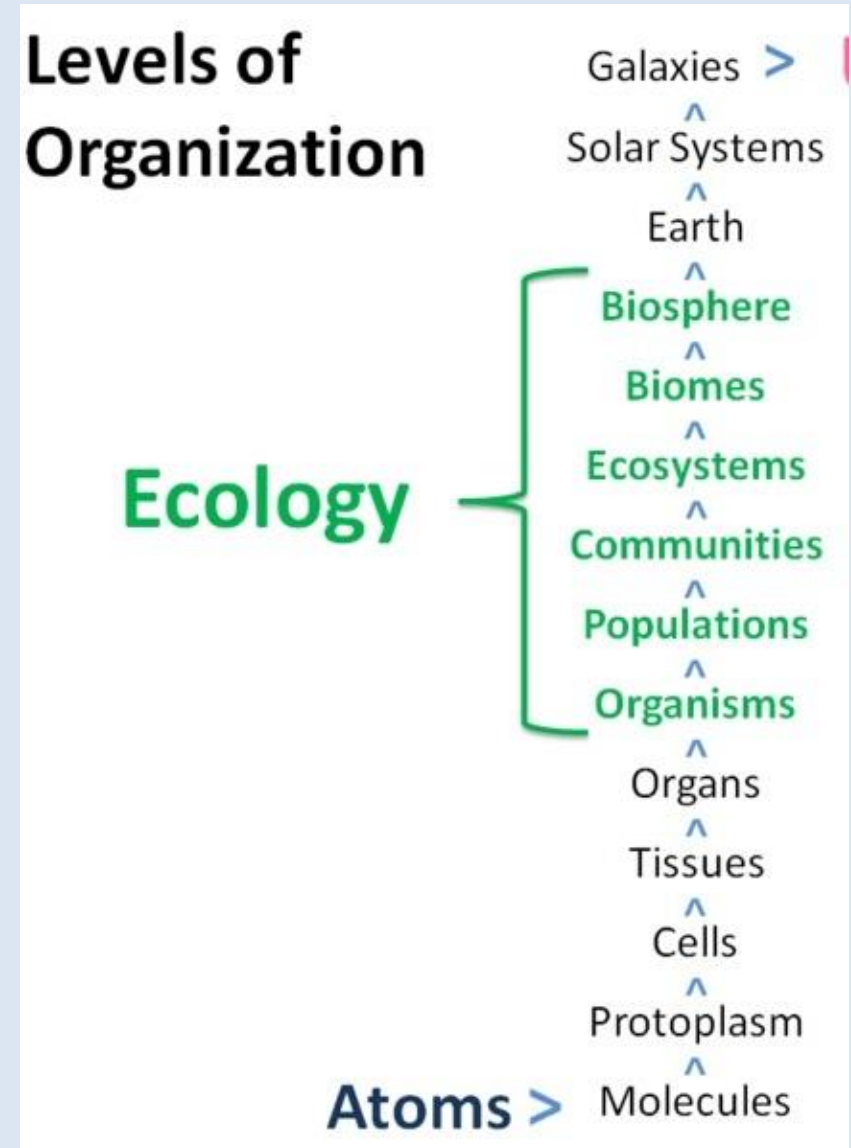 Levels of
Organization
Galaxies >
^
Solar Systems
^
Earth
^
Biosphere
^
Biomes
^
Ecosystems
^
Ecology
Communities
^
Populations
^
Organisms
^
Organs
^
Tissues
^
Cells
^
Protoplasm
^
Atoms > Molecules